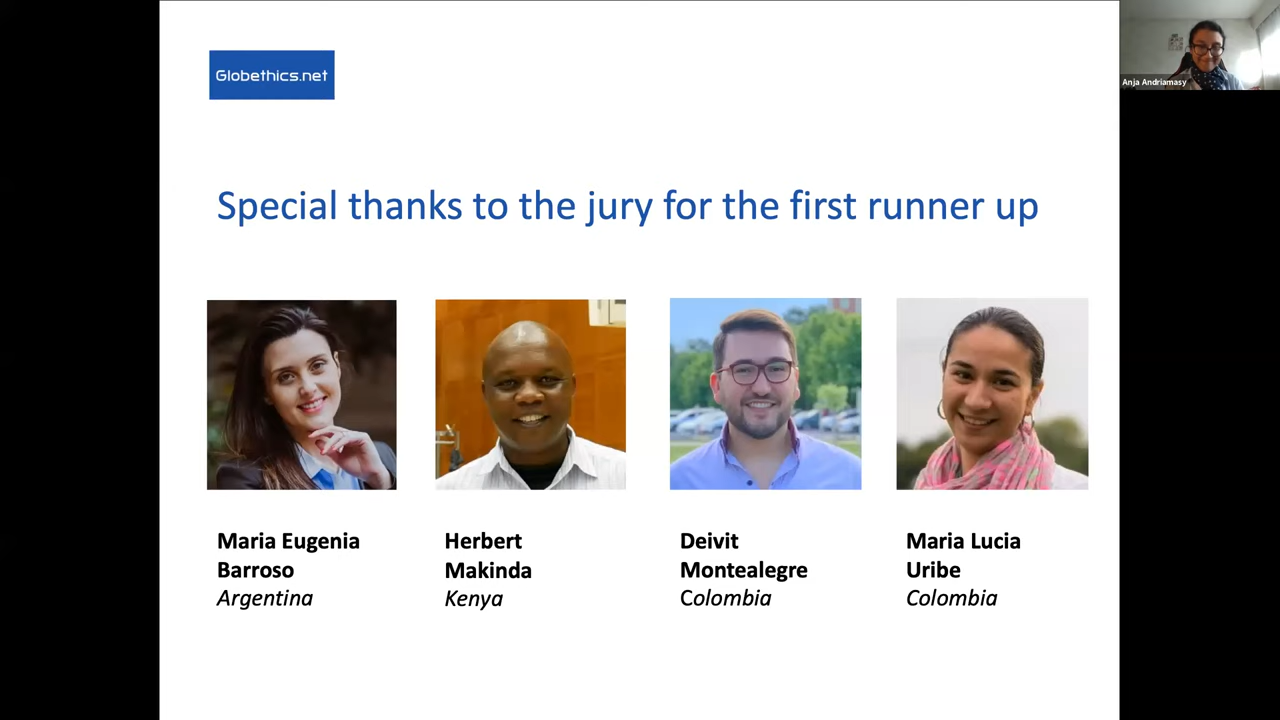 Globethics.net
Anja Andriamasy
Special thanks to the jury for the first runner up
Maria Eugenia
Barroso
Argentina
Herbert
Makinda
Kenya
Deivit
Montealegre
Colombia
Maria Lucia
Uribe
Colombia